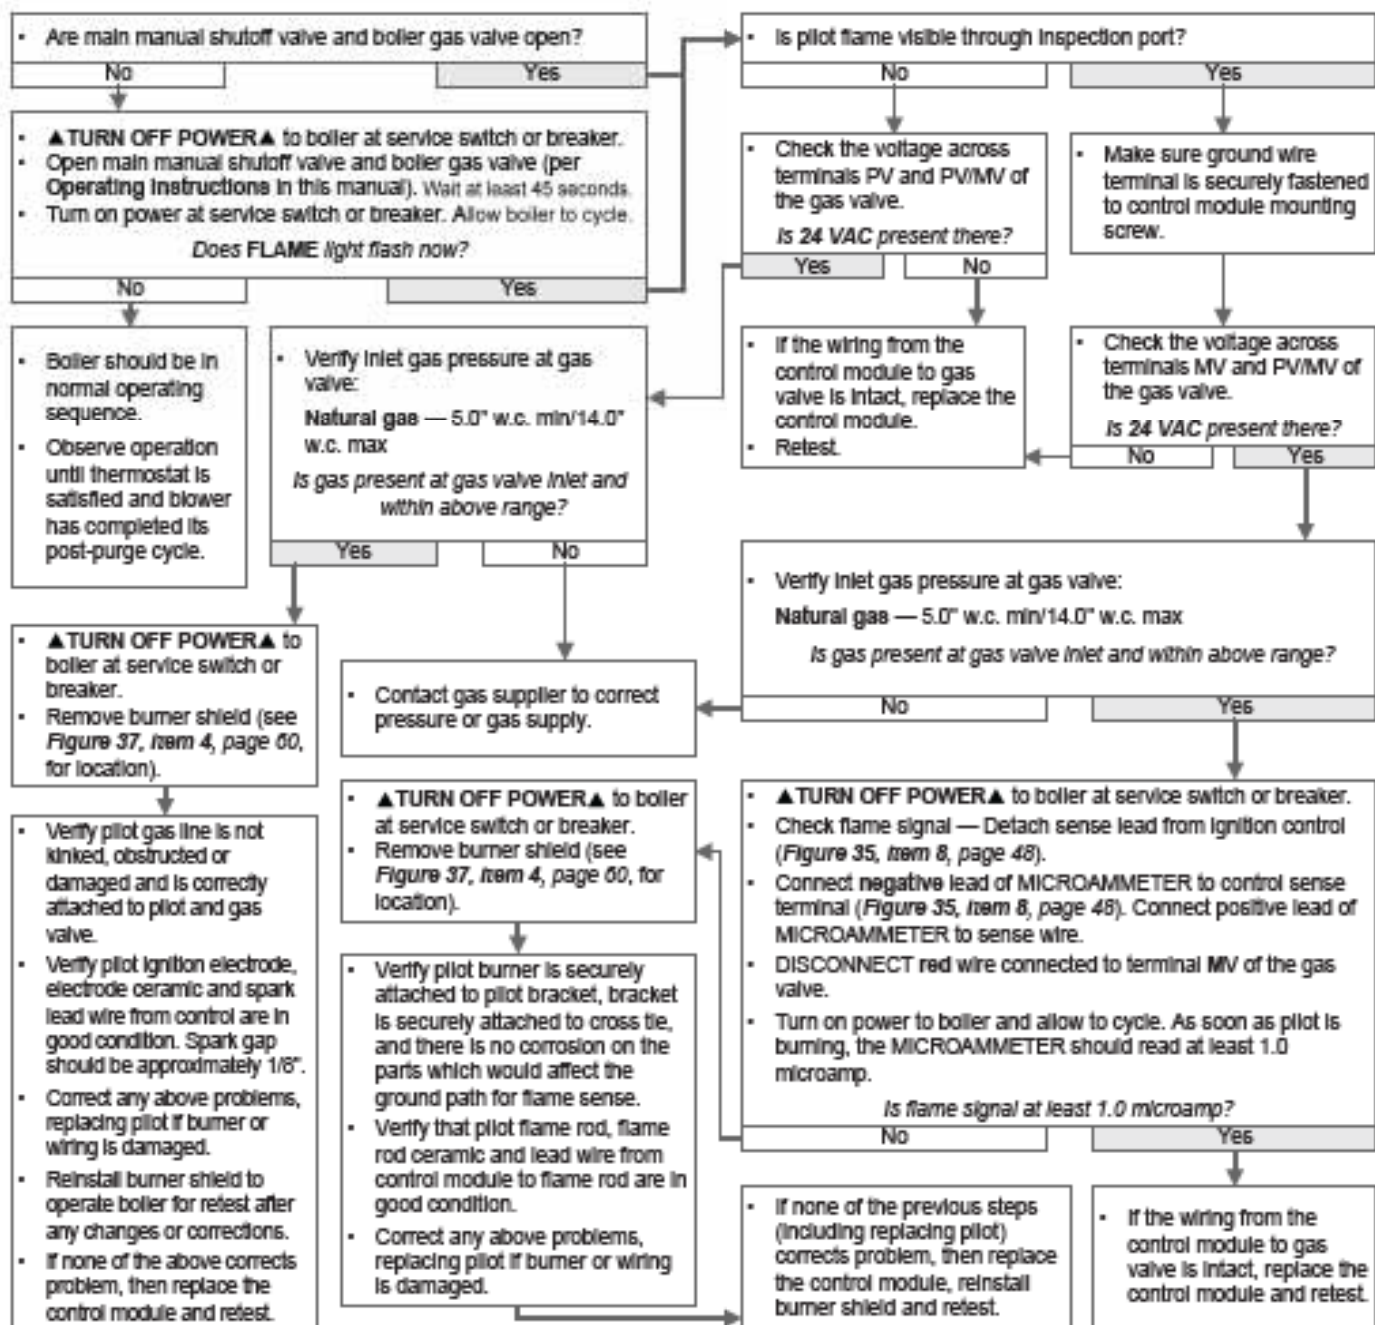 ▪ Are main manual shutoff valve and boiler gas valve open?
No
Yes
▪ ▲TURN OFF POWER▲ to boiler at service switch or breaker.
▪ Open main manual shutoff valve and boiler gas valve (per
Operating Instructions in this manual). Wait at least 45 seconds.
▪ Turn on power at service switch or breaker. Allow boiler to cycle.
Does FLAME light flash now?
No
Yes
▪ Boiler should be in
normal operating
sequence.
▪ Observe operation
until thermostat is
satisfied and blower
has completed its
post-purge cycle.
▪ Is pilot flame visible through inspection port?
No
Yes
▪ Check the voltage across
terminals PV and PV/MV of
the gas valve.
Is 24 VAC present there?
Yes
No
▪ Make sure ground wire
terminal is securely fastened
to control module mounting
screw.
▪ If the wiring from the
control module to gas
valve is intact, replace the
control module.
▪ Retest.
▪ Check the voltage across
terminals MV and PV/MV of
the gas valve.
Is 24 VAC present there?
No
Yes
▪ Verify inlet gas pressure at gas
valve:
Natural gas — 5.0" w.c. min/14.0"
w.c. max
Is gas present at gas valve inlet and
within above range?
Yes
No
▪ Verify inlet gas pressure at gas valve:
Natural gas — 5.0" w.c. min/14.0" w.c. max
Is gas present at gas valve inlet and within above range?
No
Yes
▪ ▲TURN OFF POWER▲ to
boiler at service switch or
breaker.
▪ Remove burner shield (see
Figure 37, item 4, page 60,
for location).
▪ Contact gas supplier to correct
pressure or gas supply.
▪ Verify pilot gas line is not
kinked, obstructed or
damaged and is correctly
attached to pilot and gas
valve.
▪ Verify pilot ignition electrode,
electrode ceramic and spark
lead wire from control are in
good condition. Spark gap
should be approximately 1/8".
▪ Correct any above problems,
replacing pilot if burner or
wiring is damaged.
▪ Reinstall burner shield to
operate boiler for retest after
any changes or corrections.
▪ If none of the above corrects
problem, then replace the
control module and retest.
▪ ▲TURN OFF POWER▲ to boiler
at service switch or breaker.
▪ Remove burner shield (see
Figure 37, item 4, page 60, for
location).
▪ Verify pilot burner is securely
attached to pilot bracket, bracket
is securely attached to cross tie,
and there is no corrosion on the
parts which would affect the
ground path for flame sense.
▪ Verify that pilot flame rod, flame
rod ceramic and lead wire from
control module to flame rod are in
good condition.
▪ Correct any above problems,
replacing pilot if burner or wiring
is damaged.
▪ ▲TURN OFF POWER▲ to boiler at service switch or breaker.
▪ Check flame signal — Detach sense lead from ignition control
(Figure 35, item 8, page 48).
▪ Connect negative lead of MICROAMMETER to control sense
terminal (Figure 35, item 8, page 48). Connect positive lead of
MICROAMMETER to sense wire.
▪ DISCONNECT red wire connected to terminal MV of the gas
valve.
▪ Turn on power to boiler and allow to cycle. As soon as pilot is
burning, the MICROAMMETER should read at least 1.0
microamp.
Is flame signal at least 1.0 microamp?
No
Yes
▪ If none of the previous steps
(including replacing pilot)
corrects problem, then replace
the control module, reinstall
burner shield and retest.
▪ If the wiring from the
control module to gas
valve is intact, replace the
control module and retest.